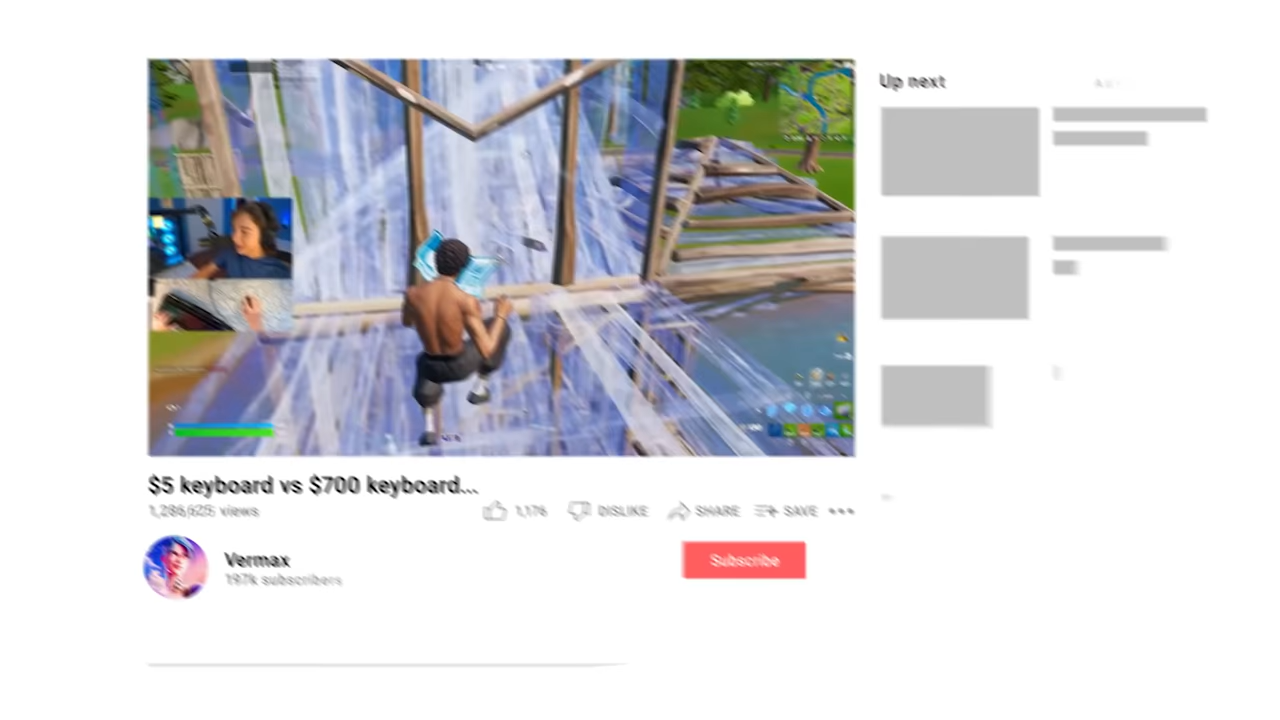 Up next
$5 keyboard vs $700 keyboard...
1,286,625 views
1,176
DISLIKE
SHARE
SAVE
Vermax
197k subscribers
Subscribe